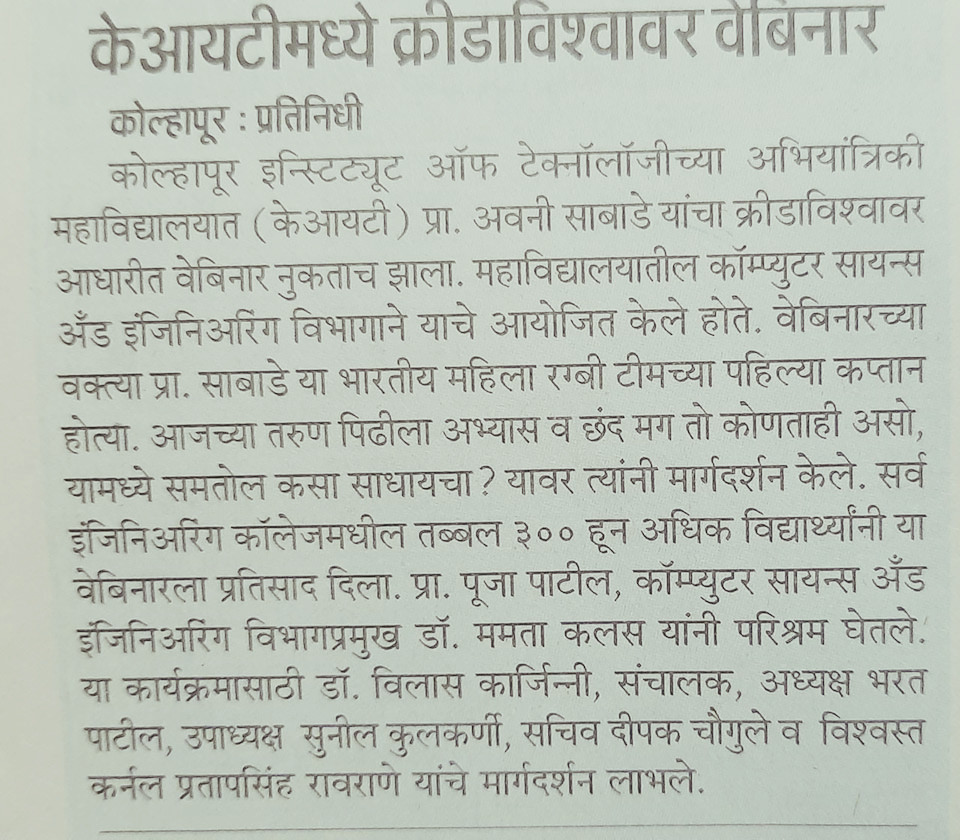 केआयटीमध्ये क्रीडाविश्वावर वेबिनार
कोल्हापूर : प्रतिनिधी
कोल्हापूर इन्स्टिट्यूट ऑफ टेक्नॉलॉजीच्या अभियांत्रिकी
महाविद्यालयात (केआयटी) प्रा. अवनी साबाडे यांचा क्रीडाविश्वावर
आधारीत वेबिनार नुकताच झाला. महाविद्यालयातील कॉम्प्युटर सायन्स
अँड इंजिनिअरिंग विभागाने याचे आयोजित केले होते. वेबिनारच्या
वक्त्या प्रा. साबाडे या भारतीय महिला रग्बी टीमच्या पहिल्या कप्तान
होत्या. आजच्या तरुण पिढीला अभ्यास व छंद मग तो कोणताही असो,
यामध्ये समतोल कसा साधायचा? यावर त्यांनी मार्गदर्शन केले. सर्व
इंजिनिअरिंग कॉलेजमधील तब्बल ३०० हून अधिक विद्यार्थ्यांनी या
वेबिनारला प्रतिसाद दिला. प्रा. पूजा पाटील, कॉम्प्युटर सायन्स अँड
इंजिनिअरिंग विभागप्रमुख डॉ. ममता कलस यांनी परिश्रम घेतले.
या कार्यक्रमासाठी डॉ. विलास कार्जिन्नी, संचालक, अध्यक्ष भरत
पाटील, उपाध्यक्ष सुनील कुलकर्णी, सचिव दीपक चौगुले व विश्वस्त
कर्नल प्रतापसिंह रावराणे यांचे मार्गदर्शन लाभले.